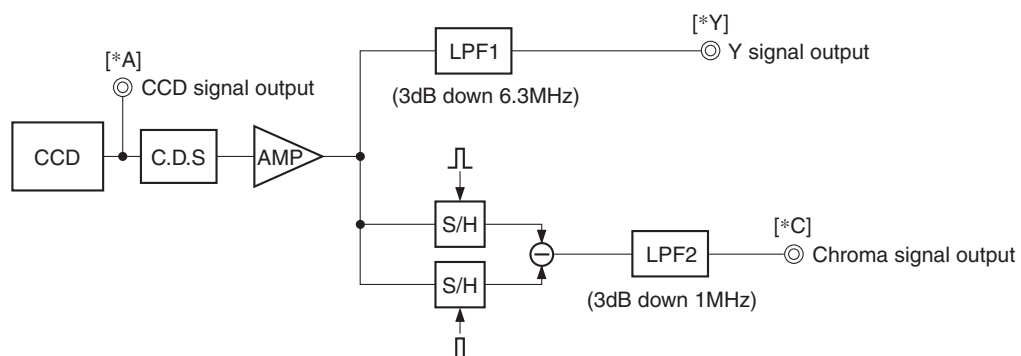 [*A]
CCD signal output
CCD
C.D.S
AMP
LPF1
(3dB down 6.3MHz)
[*Y]
Y signal output
S/H
S/H
LPF2
(3dB down 1MHz)
[*C]
Chroma signal output